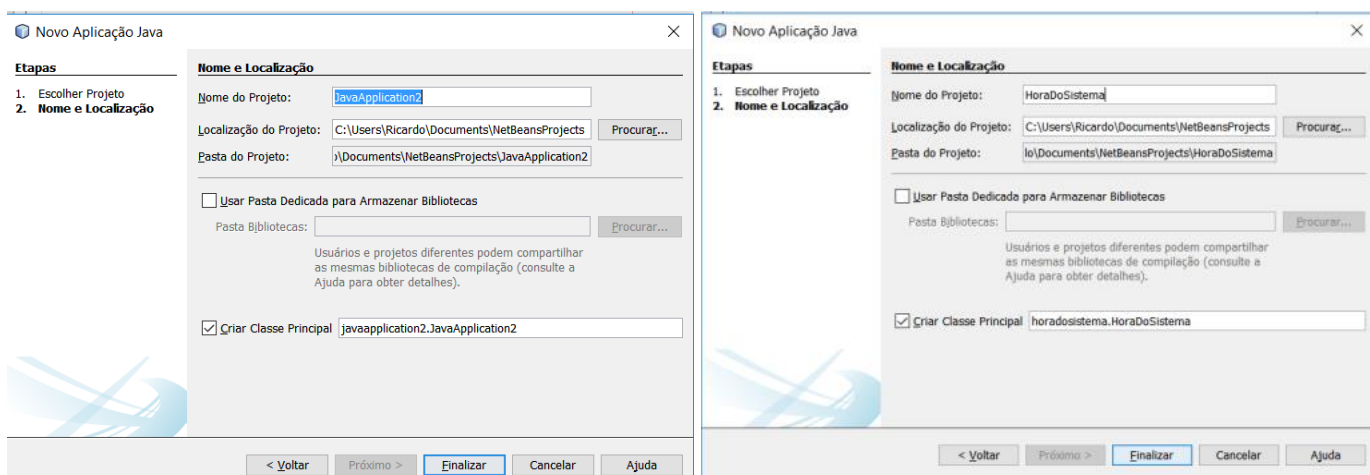 Novo Aplicação Java
Etapas
1. Escolher Projeto
2. Nome e Localização
Nome e Localização
Nome do Projeto: JavaApplication2
Localização do Projeto: C:\Users\Ricardo\Documents\NetBeansProjects Procurar...
Pasta do Projeto: \Documents\NetBeansProjects\JavaApplication2
Usar Pasta Dedicada para Armazenar Bibliotecas
Pasta Bibliotecas: Procurar...
Usuários e projetos diferentes podem compartilhar
as mesmas bibliotecas de compilação (consulte a
Ajuda para obter detalhes).
Criar Classe Principal javaapplication2.JavaApplication2
< Voltar Próximo > Finalizar Cancelar Ajuda
Novo Aplicação Java
Etapas
1. Escolher Projeto
2. Nome e Localização
Nome e Localização
Nome do Projeto: HoraDoSistema
Localização do Projeto: C:\Users\Ricardo\Documents\NetBeansProjects Procurar...
Pasta do Projeto: lo\Documents\NetBeansProjects\HoraDoSistema
Usar Pasta Dedicada para Armazenar Bibliotecas
Pasta Bibliotecas: Procurar...
Usuários e projetos diferentes podem compartilhar
as mesmas bibliotecas de compilação (consulte a
Ajuda para obter detalhes).
Criar Classe Principal horadosistema.HoraDoSistema
< Voltar Próximo > Finalizar Cancelar Ajuda